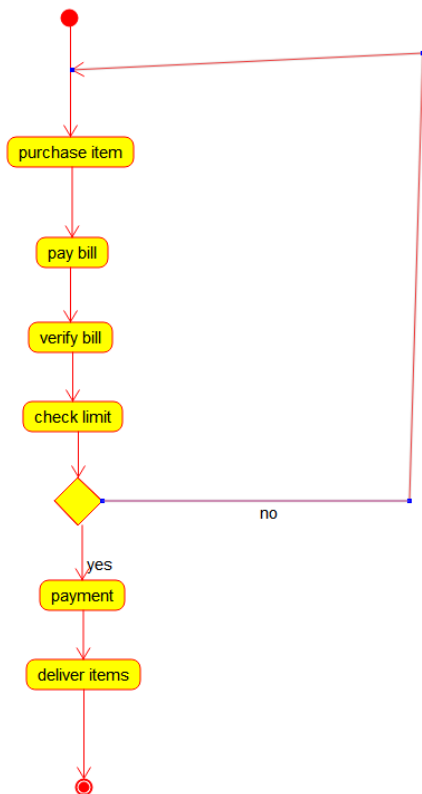 purchase item
pay bill
verify bill
check limit
no
yes
payment
deliver items